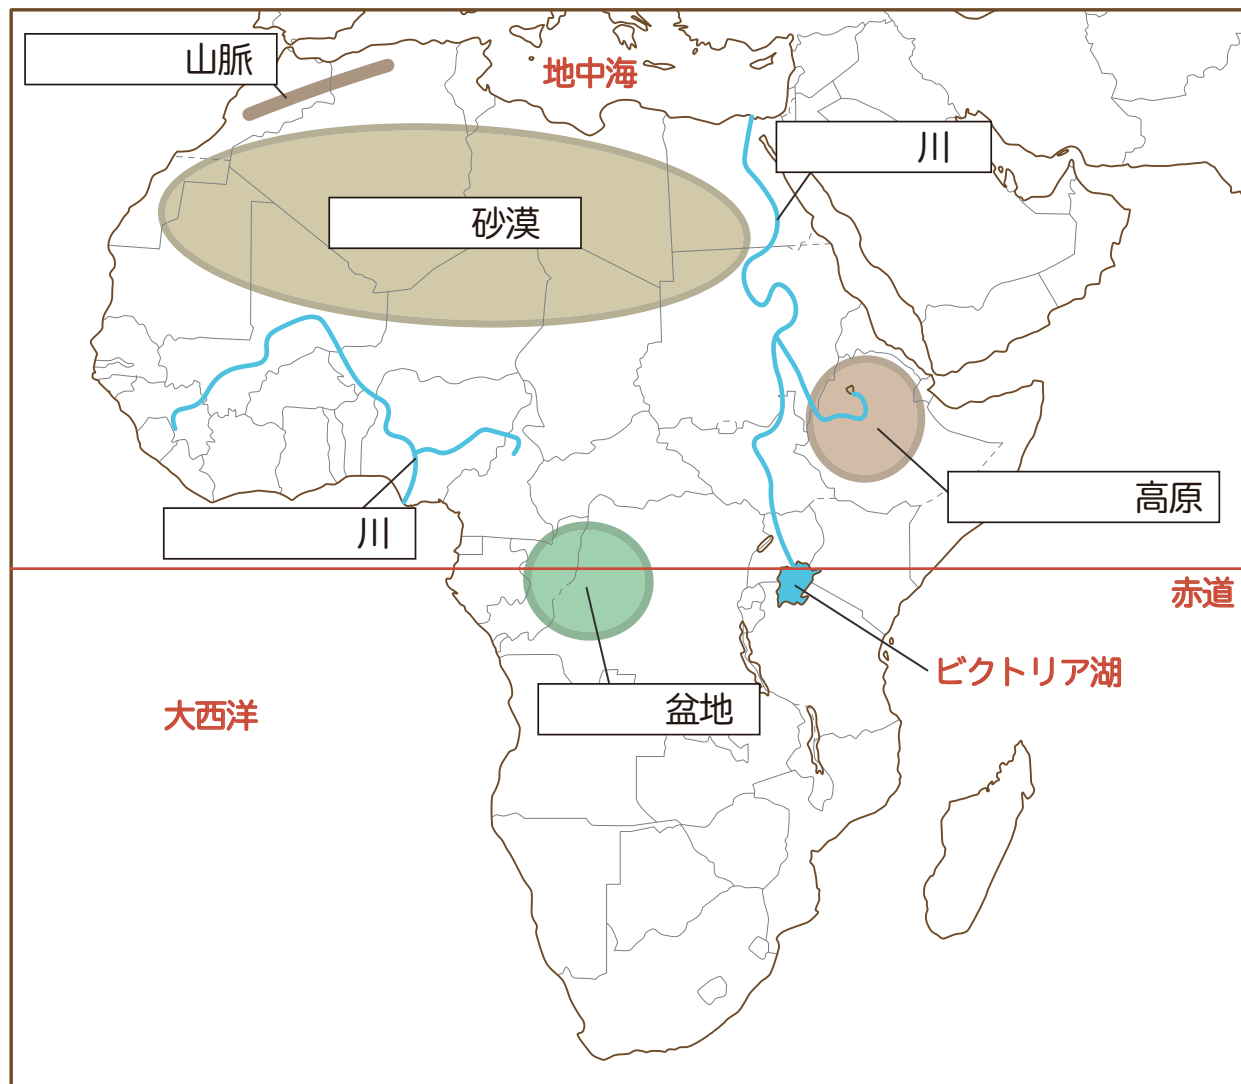 山脈
地中海
川
砂漠
高原
川
赤道
ビクトリア湖
大西洋
盆地